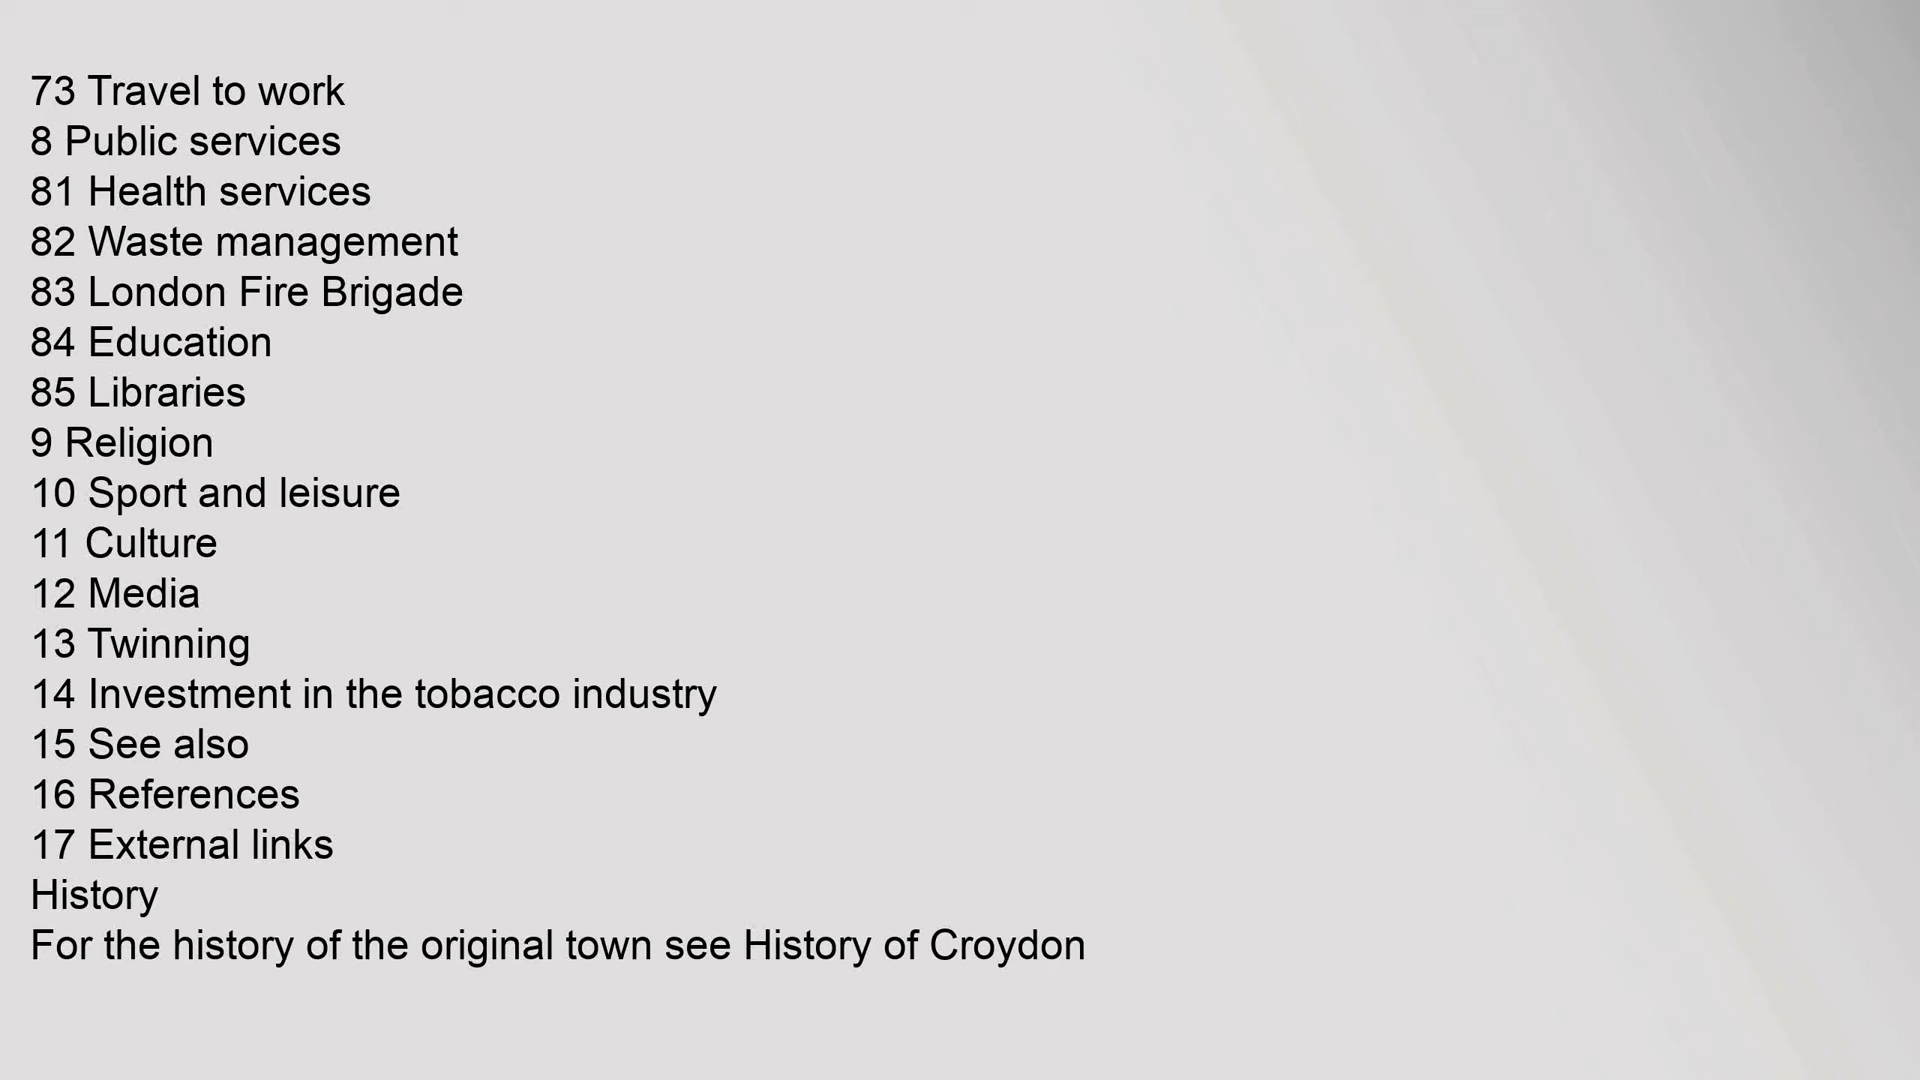 73 Travel to work
8 Public services
81 Health services
82 Waste management
83 London Fire Brigade
84 Education
85 Libraries
9 Religion
10 Sport and leisure
11 Culture
12 Media
13 Twinning
14 Investment in the tobacco industry
15 See also
16 References
17 External links
History
For the history of the original town see History of Croydon